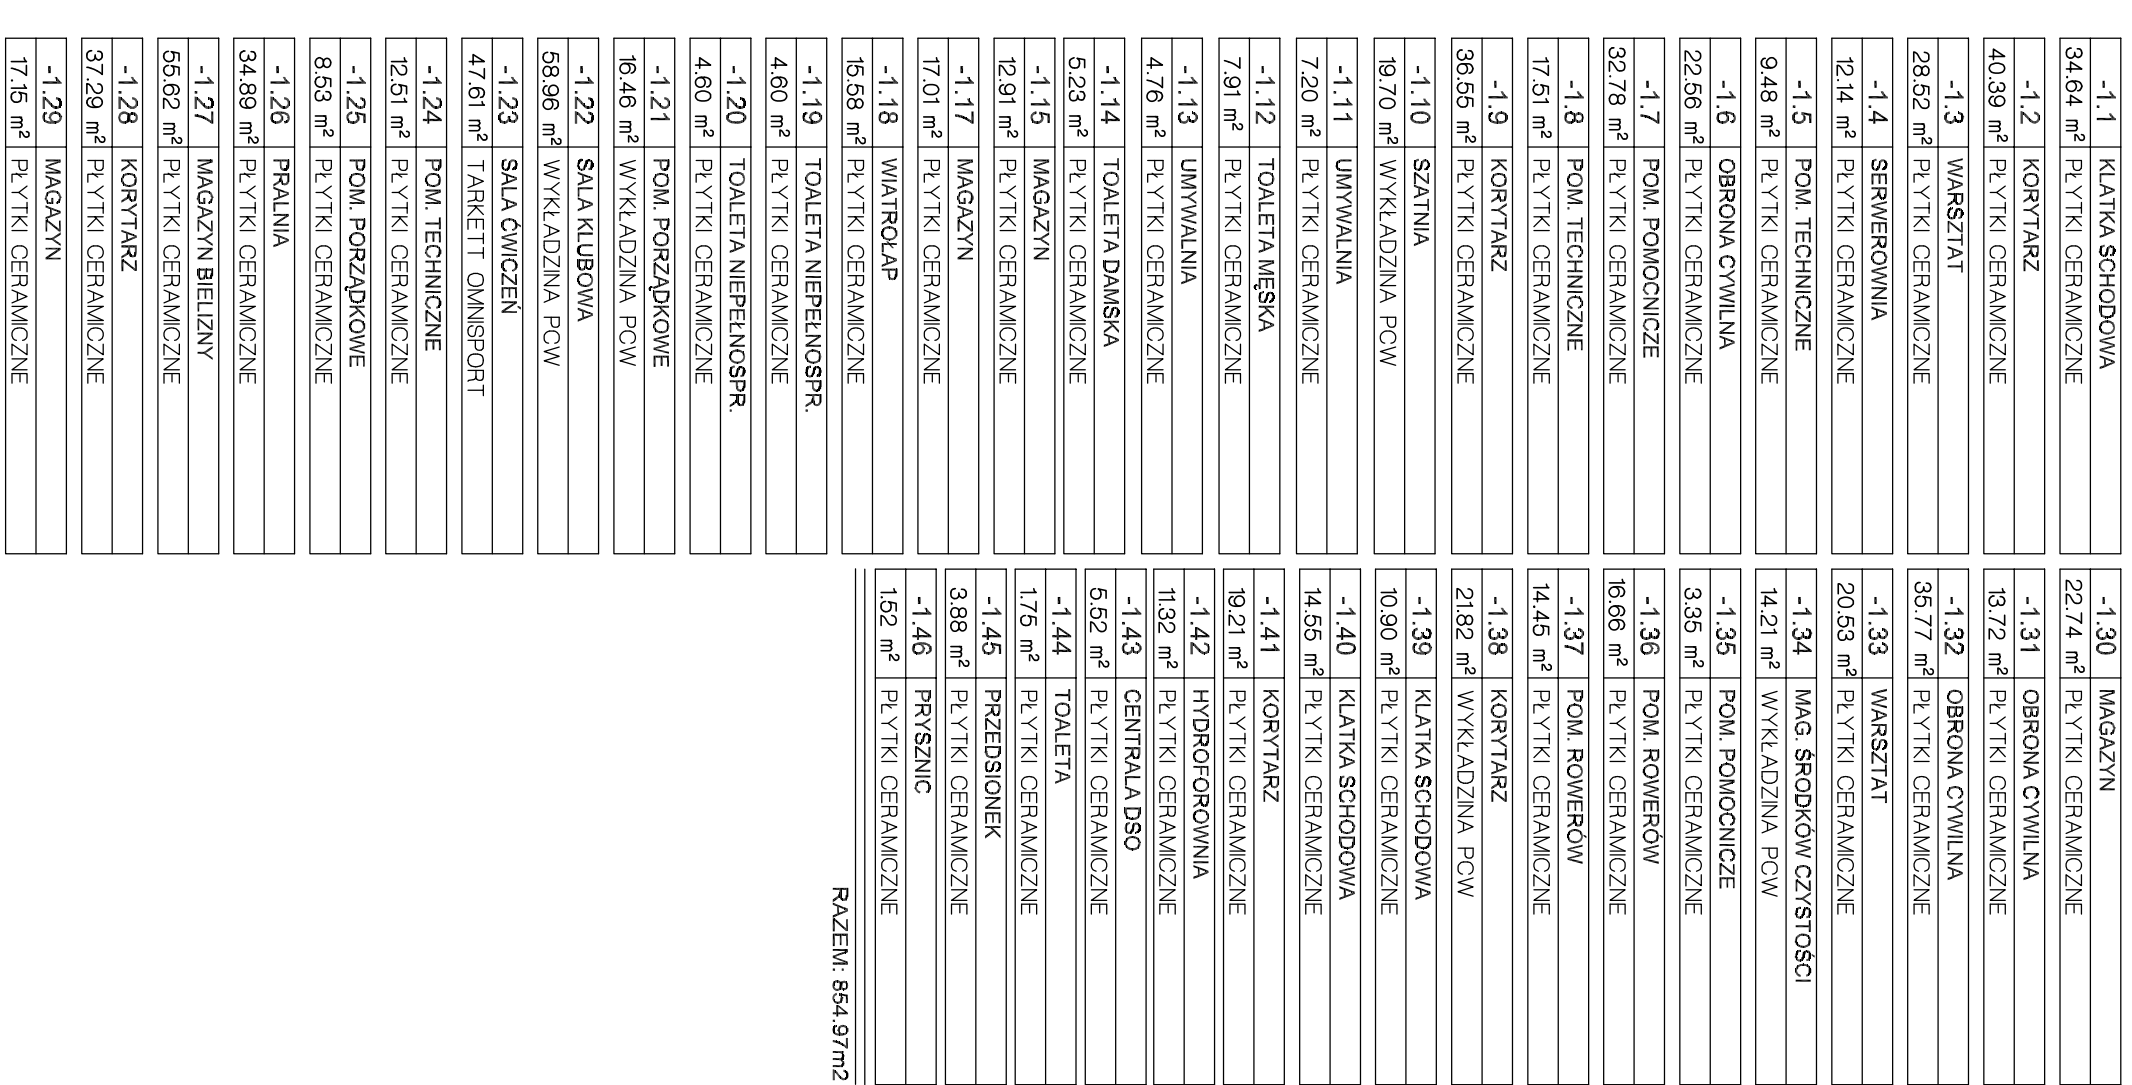 -1.1 KLATKA SCHODOWA
34.64 m² PŁYTKI CERAMICZNE
-1.2 KORYTARZ
40.39 m² PŁYTKI CERAMICZNE
-1.3 WARSZTAT
28.52 m² PŁYTKI CERAMICZNE
-1.4 SERWEROWNIA
12.14 m² PŁYTKI CERAMICZNE
-1.5 POM. TECHNICZNE
9.48 m² PŁYTKI CERAMICZNE
-1.6 OBRONA CYWILNA
22.56 m² PŁYTKI CERAMICZNE
-1.7 POM. POMOCNICZE
32.78 m² PŁYTKI CERAMICZNE
-1.8 POM. TECHNICZNE
17.51 m² PŁYTKI CERAMICZNE
-1.9 KORYTARZ
36.55 m² PŁYTKI CERAMICZNE
-1.10 SZATNIA
19.70 m² WYKŁADZINA PCW
-1.11 UMYWALNIA
7.20 m² PŁYTKI CERAMICZNE
-1.12 TOALETA MĘSKA
7.91 m² PŁYTKI CERAMICZNE
-1.13 UMYWALNIA
4.76 m² PŁYTKI CERAMICZNE
-1.14 TOALETA DAMSKA
5.23 m² PŁYTKI CERAMICZNE
-1.15 MAGAZYN
12.91 m² PŁYTKI CERAMICZNE
-1.17 MAGAZYN
17.01 m² PŁYTKI CERAMICZNE
-1.18 WIATROŁAP
15.58 m² PŁYTKI CERAMICZNE
-1.19 TOALETA NIEPEŁNOSPR.
4.60 m² PŁYTKI CERAMICZNE
-1.20 TOALETA NIEPEŁNOSPR.
4.60 m² PŁYTKI CERAMICZNE
-1.21 POM. PORZĄDKOWE
16.46 m² WYKŁADZINA PCW
-1.22 SALA KLUBOWA
58.96 m² WYKŁADZINA PCW
-1.23 SALA ĆWICZEŃ
47.61 m² TARKETT OMNISPORT
-1.24 POM. TECHNICZNE
12.51 m² PŁYTKI CERAMICZNE
-1.25 POM. PORZĄDKOWE
8.53 m² PŁYTKI CERAMICZNE
-1.26 PRALNIA
34.89 m² PŁYTKI CERAMICZNE
-1.27 MAGAZYN BIELIZNY
55.62 m² PŁYTKI CERAMICZNE
-1.28 KORYTARZ
37.29 m² PŁYTKI CERAMICZNE
-1.29 MAGAZYN
17.15 m² PŁYTKI CERAMICZNE
-1.30 MAGAZYN
22.74 m² PŁYTKI CERAMICZNE
-1.31 OBRONA CYWILNA
13.72 m² PŁYTKI CERAMICZNE
-1.32 OBRONA CYWILNA
35.77 m² PŁYTKI CERAMICZNE
-1.33 WARSZTAT
20.53 m² PŁYTKI CERAMICZNE
-1.34 MAG. ŚRODKÓW CZYSTOŚCI
14.21 m² WYKŁADZINA PCW
-1.35 POM. POMOCNICZE
3.35 m² PŁYTKI CERAMICZNE
-1.36 POM. ROWERÓW
16.66 m² PŁYTKI CERAMICZNE
-1.37 POM. ROWERÓW
14.45 m² PŁYTKI CERAMICZNE
-1.38 KORYTARZ
21.82 m² WYKŁADZINA PCW
-1.39 KLATKA SCHODOWA
10.90 m² PŁYTKI CERAMICZNE
-1.40 KLATKA SCHODOWA
14.55 m² PŁYTKI CERAMICZNE
-1.41 KORYTARZ
19.21 m² PŁYTKI CERAMICZNE
-1.42 HYDROFOROWNIA
11.32 m² PŁYTKI CERAMICZNE
-1.43 CENTRALA DSO
5.52 m² PŁYTKI CERAMICZNE
-1.44 TOALETA
1.75 m² PŁYTKI CERAMICZNE
-1.45 PRZEDSIONEK
3.88 m² PŁYTKI CERAMICZNE
-1.46 PRYSZNIC
1.52 m² PŁYTKI CERAMICZNE
RAZEM: 854.97m2